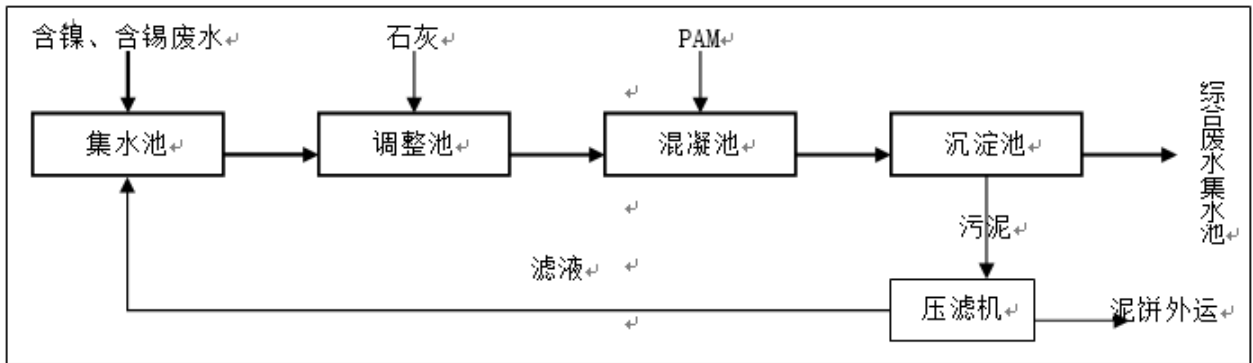 含镍、含锡废水
石灰
PAM
集水池
调整池
混凝池
沉淀池
综合废水集水池
污泥
滤液
压滤机
泥饼外运